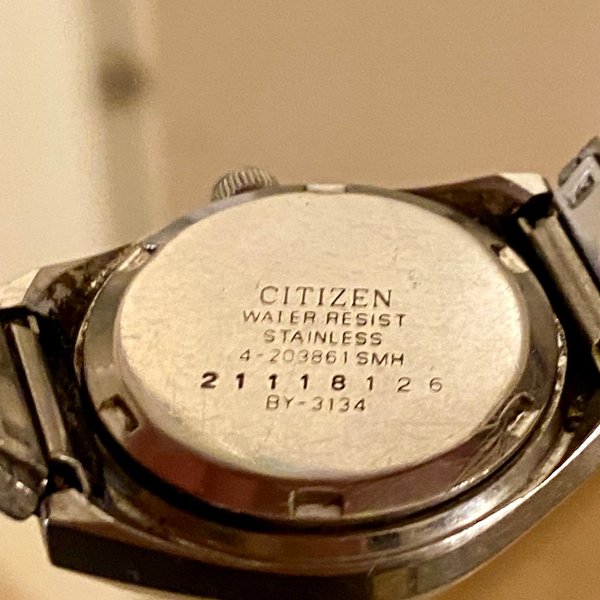 CITIZEN
WATER RESIST
STAINLESS
4-203861 SMH
21118126
BY-3134